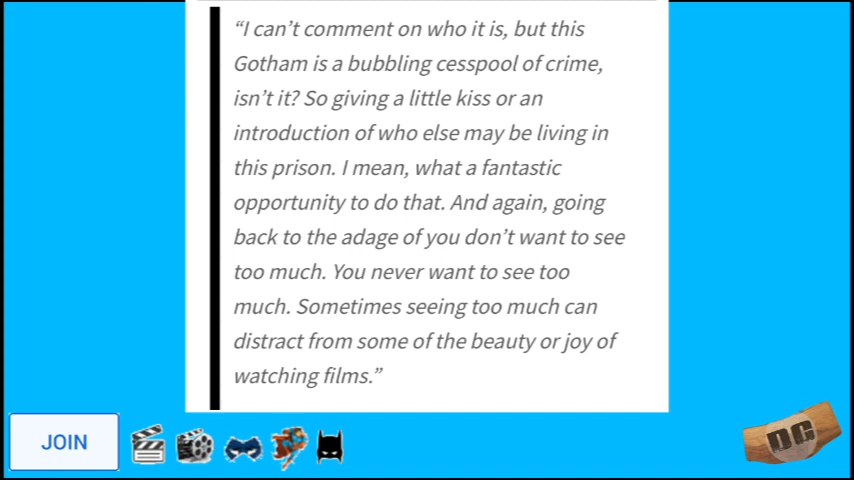 “I can’t comment on who it is, but this
Gotham is a bubbling cesspool of crime,
isn’t it? So giving a little kiss or an
introduction of who else may be living in
this prison. I mean, what a fantastic
opportunity to do that. And again, going
back to the adage of you don’t want to see
too much. You never want to see too
much. Sometimes seeing too much can
distract from some of the beauty or joy of
watching films.”
JOIN
DG